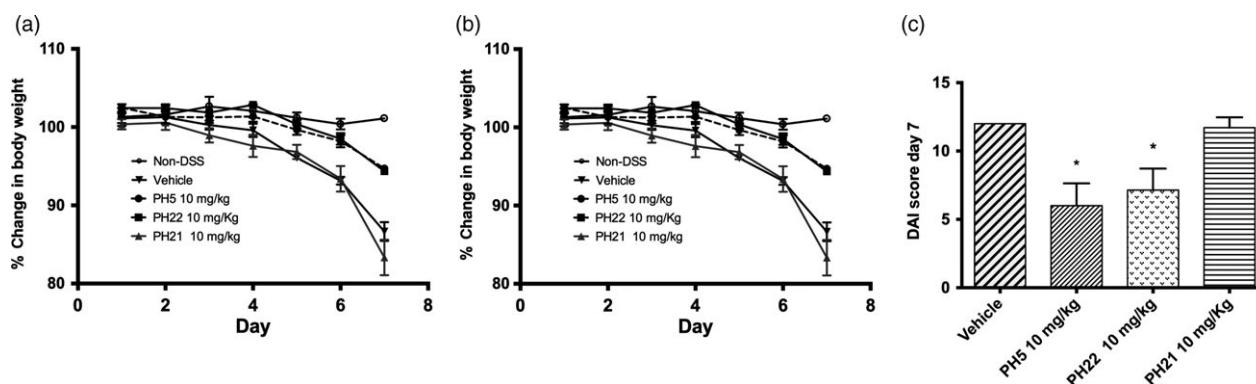 (a)
% Change in body weight
110
100
90
80
0
2
4
6
8
Day
Non-DSS
Vehicle
PH5 10 mg/kg
PH22 10 mg/Kg
PH21 10 mg/kg
(b)
% Change in body weight
110
100
90
80
0
2
4
6
8
Day
Non-DSS
Vehicle
PH5 10 mg/kg
PH22 10 mg/Kg
PH21 10 mg/kg
(c)
DAI score day 7
15
10
5
0
*
*
Vehicle
PH5 10 mg/kg
PH22 10 mg/kg
PH21 10 mg/Kg